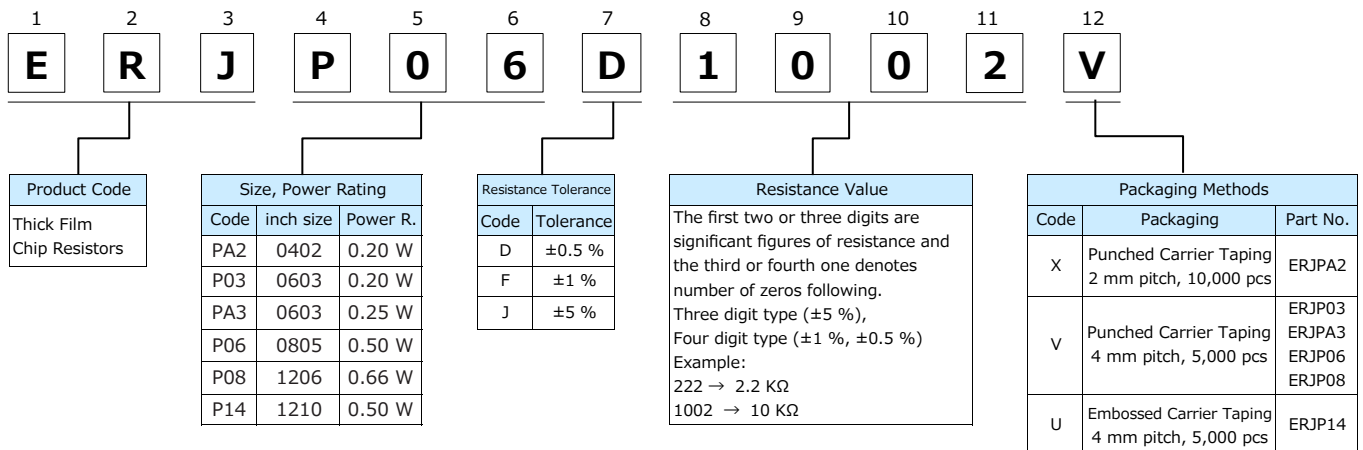 1 2 3 4 5 6 7 8 9 10 11 12
E R J P 0 6 D 1 0 0 2 V
Product Code
Thick Film
Chip Resistors
Size, Power Rating
Code inch size Power R.
PA2 0402 0.20 W
P03 0603 0.20 W
PA3 0603 0.25 W
P06 0805 0.50 W
P08 1206 0.66 W
P14 1210 0.50 W
Resistance Tolerance
Code Tolerance
D ±0.5 %
F ±1 %
J ±5 %
Resistance Value
The first two or three digits are
significant figures of resistance and
the third or fourth one denotes
number of zeros following.
Three digit type (±5 %),
Four digit type (±1 %, ±0.5 %)
Example:
222 → 2.2 KΩ
1002 → 10 KΩ
Packaging Methods
Code Packaging Part No.
X Punched Carrier Taping
2 mm pitch, 10,000 pcs ERJPA2
V Punched Carrier Taping
4 mm pitch, 5,000 pcs
ERJP03
ERJPA3
ERJP06
ERJP08
U Embossed Carrier Taping
4 mm pitch, 5,000 pcs ERJP14